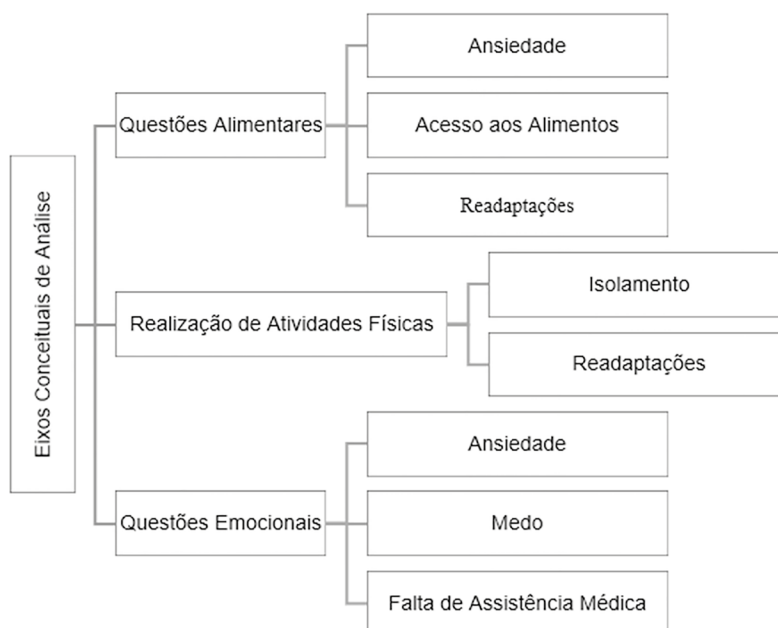 Eixos Conceituais de Análise
Questões Alimentares
Ansiedade
Acesso aos Alimentos
Readaptações
Realização de Atividades Físicas
Isolamento
Readaptações
Questões Emocionais
Ansiedade
Medo
Falta de Assistência Médica